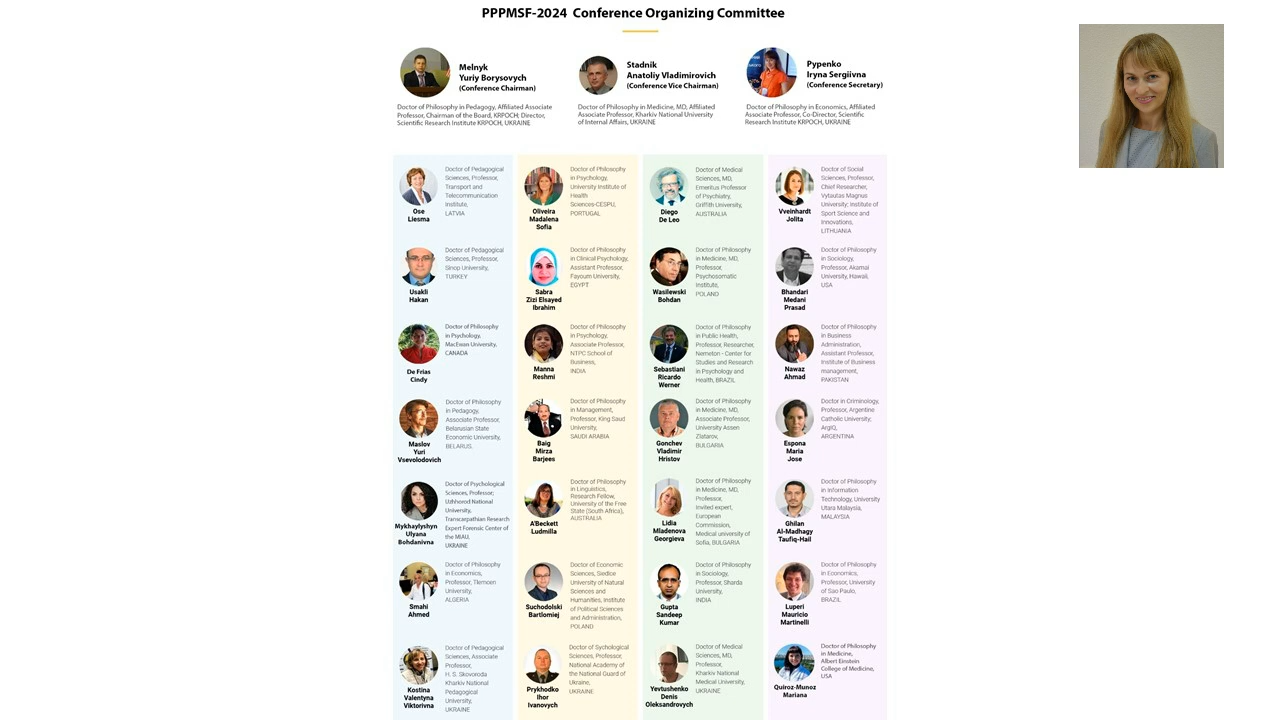 PPPMSF-2024 Conference Organizing Committee
Melnyk
Yuriy Borysovych
(Conference Chairman)
Doctor of Philosophy in Pedagogy, Affiliated Associate
Professor, Chairman of the Board, KRPOCH; Director,
Scientific Research Institute KRPOCH, UKRAINE
Stadnik
Anatoliy Vladimirovich
(Conference Vice Chairman)
Doctor of Philosophy in Medicine, MD, Affiliated
Associate Professor, Kharkiv National University
of Internal Affairs, UKRAINE
Pypenko
Iryna Sergiivna
(Conference Secretary)
Doctor of Philosophy in Economics, Affiliated
Associate Professor, Co-Director, Scientific
Research Institute KRPOCH, UKRAINE
Ose
Liesma
Doctor of Pedagogical
Sciences, Professor,
Transport and
Telecommunication
Institute,
LATVIA
Oliveira
Madalena
Sofia
Doctor of Philosophy
in Psychology,
University Institute of
Health
Sciences-CESPU,
PORTUGAL
Diego
De Leo
Doctor of Medical
Sciences, MD,
Emeritus Professor
of Psychiatry,
Griffith University,
AUSTRALIA
Vveinhardt
Jolita
Doctor of Social
Sciences, Professor,
Chief Researcher,
Vytautas Magnus
University; Institute of
Sport Science and
Innovations,
LITHUANIA
Usakli
Hakan
Doctor of Pedagogical
Sciences, Professor,
Sinop University,
TURKEY
Sabra
Zizi Elsayed
Ibrahim
Doctor of Philosophy
in Clinical Psychology,
Assistant Professor,
Fayoum University,
EGYPT
Wasilewski
Bohdan
Doctor of Philosophy
in Medicine, MD,
Professor,
Psychosomatic
Institute,
POLAND
Bhandari
Medani
Prasad
Doctor of Philosophy
in Sociology,
Professor, Akamai
University, Hawaii,
USA
De Frias
Cindy
Doctor of Philosophy
in Psychology,
MacEwan University,
CANADA
Manna
Reshmi
Doctor of Philosophy
in Psychology,
Associate Professor,
NTPC School of
Business,
INDIA
Sebastiani
Ricardo
Werner
Doctor of Philosophy
in Public Health,
Professor, Researcher,
Nemeton - Center for
Studies and Research
in Psychology and
Health, BRAZIL
Nawaz
Ahmad
Doctor of Philosophy
in Business
Administration,
Assistant Professor,
Institute of Business
management,
PAKISTAN
Maslov
Yuri
Vsevolodovich
Doctor of Philosophy
in Pedagogy,
Associate Professor,
Belarusian State
Economic University,
BELARUS.
Baig
Mirza
Barjees
Doctor of Philosophy
in Management,
Professor, King Saud
University,
SAUDI ARABIA
Gonchev
Vladimir
Hristov
Doctor of Philosophy
in Medicine, MD,
Associate Professor,
University Assen
Zlatarov,
BULGARIA
Espona
Maria
Jose
Doctor in Criminology,
Professor, Argentine
Catholic University;
ArgIQ,
ARGENTINA
Mykhaylyshyn
Ulyana
Bohdanivna
Doctor of Psychological
Sciences, Professor;
Uzhhorod National
University,
Transcarpathian Research
Expert Forensic Center of
the MIAU,
UKRAINE
A'Beckett
Ludmilla
Doctor of Philosophy
in Linguistics,
Research Fellow,
University of the Free
State (South Africa),
AUSTRALIA
Lidia
Mladenova
Georgieva
Doctor of Philosophy
in Medicine, MD,
Professor,
Invited expert,
European
Commission,
Medical university of
Sofia, BULGARIA
Ghilan
Al-Madhagy
Taufiq-Hail
Doctor of Philosophy
in Information
Technology, University
Utara Malaysia,
MALAYSIA
Smahi
Ahmed
Doctor of Philosophy
in Economics,
Professor, Tlemcen
University,
ALGERIA
Suchodolski
Bartlomiej
Doctor of Economic
Sciences, Siedlce
University of Natural
Sciences and
Humanities, Institute
of Political Sciences
and Administration,
POLAND
Gupta
Sandeep
Kumar
Doctor of Philosophy
in Sociology,
Professor, Sharda
University,
INDIA
Luperi
Mauricio
Martinelli
Doctor of Philosophy
in Economics,
Professor, University
of Sao Paulo,
BRAZIL
Kostina
Valentyna
Viktorivna
Doctor of Pedagogical
Sciences, Associate
Professor,
H. S. Skovoroda
Kharkiv National
Pedagogical
University,
UKRAINE
Prykhodko
Ihor
Ivanovych
Doctor of Sychological
Sciences, Professor,
National Academy of
the National Guard of
Ukraine,
UKRAINE
Yevtushenko
Denis
Oleksandrovych
Doctor of Medical
Sciences, MD,
Professor,
Kharkiv National
Medical University,
UKRAINE
Quiroz-Munoz
Mariana
Doctor of Philosophy
in Medicine,
Albert Einstein
College of Medicine,
USA